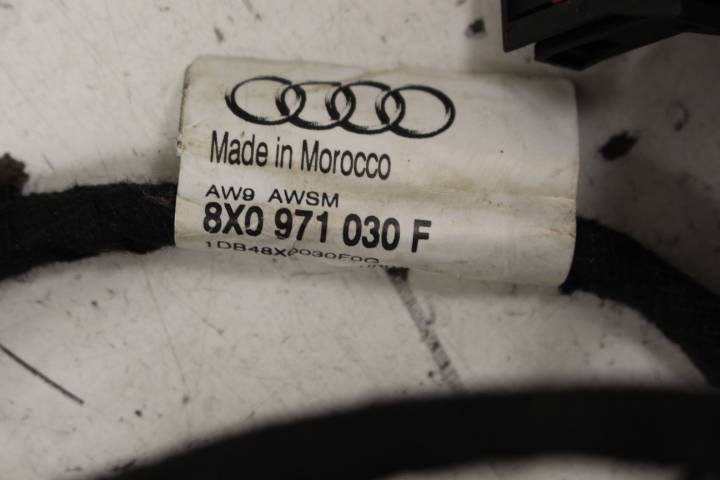 Made in Morocco
AW9 AWSM
8X0 971 030 F